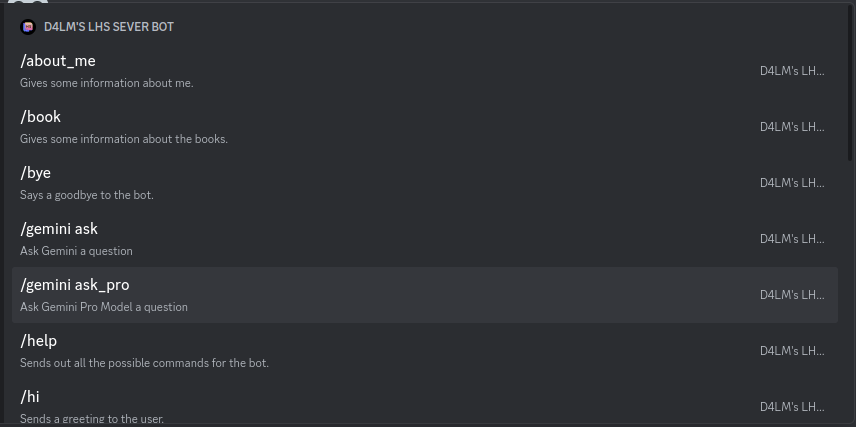 D4LM'S LHS SEVER BOT
/about_me
Gives some information about me.
D4LM's LH...
/book
Gives some information about the books.
D4LM's LH...
/bye
Says a goodbye to the bot.
D4LM's LH...
/gemini ask
Ask Gemini a question
D4LM's LH...
/gemini ask_pro
Ask Gemini Pro Model a question
D4LM's LH...
/help
Sends out all the possible commands for the bot.
D4LM's LH...
/hi
Sends a greeting to the user.
D4LM's LH...